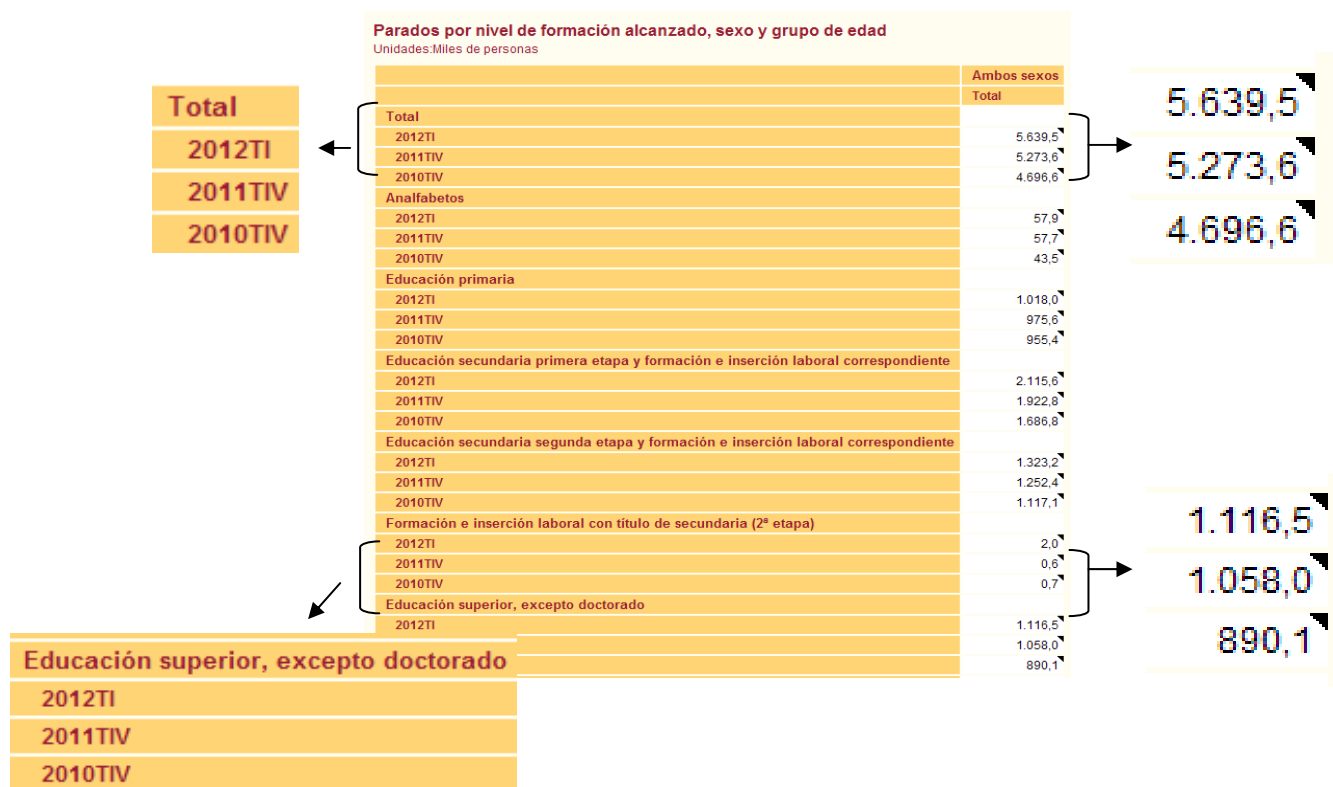 Parados por nivel de formación alcanzado, sexo y grupo de edad
Unidades:Miles de personas
Ambos sexos
Total
Total
2012TI 5.639,5
2011TIV 5.273,6
2010TIV 4.696,6
Analfabetos
2012TI 57,9
2011TIV 57,7
2010TIV 43,5
Educación primaria
2012TI 1.018,0
2011TIV 975,6
2010TIV 955,4
Educación secundaria primera etapa y formación e inserción laboral correspondiente
2012TI 2.115,6
2011TIV 1.922,8
2010TIV 1.686,8
Educación secundaria segunda etapa y formación e inserción laboral correspondiente
2012TI 1.323,2
2011TIV 1.252,4
2010TIV 1.117,1
Formación e inserción laboral con título de secundaria (2ª etapa)
2012TI 2,0
2011TIV 0,6
2010TIV 0,7
Educación superior, excepto doctorado
2012TI 1.116,5
1.058,0
890,1
Total
2012TI
2011TIV
2010TIV
5.639,5
5.273,6
4.696,6
Educación superior, excepto doctorado
2012TI
2011TIV
2010TIV
1.116,5
1.058,0
890,1